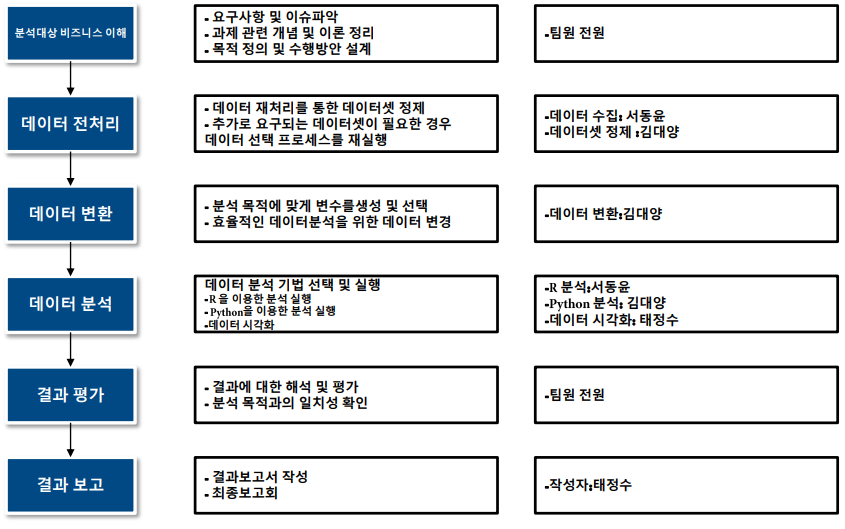 분석대상 비즈니스 이해
- 요구사항 및 이슈파악
- 과제 관련 개념 및 이론 정리
- 목적 정의 및 수행방안 설계
-팀원 전원
데이터 전처리
- 데이터 재처리를 통한 데이터셋 정제
- 추가로 요구되는 데이터셋이 필요한 경우
데이터 선택 프로세스를 재실행
-데이터 수집: 서동윤
-데이터셋 정제 :김대양
데이터 변환
- 분석 목적에 맞게 변수를생성 및 선택
- 효율적인 데이터분석을 위한 데이터 변경
-데이터 변환:김대양
데이터 분석
데이터 분석 기법 선택 및 실행
-R 을 이용한 분석 실행
- Python을 이용한 분석 실행
-데이터 시각화
-R 분석:서동윤
-Python 분석: 김대양
-데이터 시각화: 태정수
결과 평가
- 결과에 대한 해석 및 평가
- 분석 목적과의 일치성 확인
-팀원 전원
결과 보고
- 결과보고서 작성
- 최종보고회
-작성자:태정수